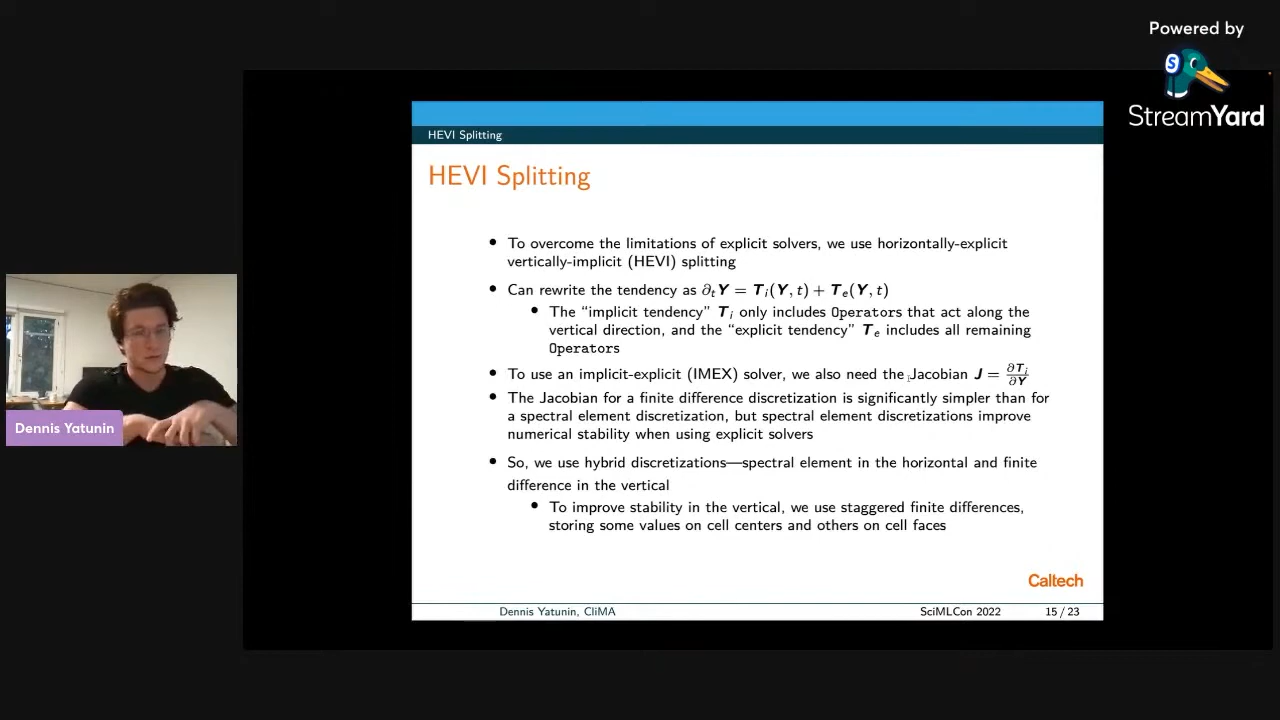 Powered by
StreamYard
HEVI Splitting
HEVI Splitting
• To overcome the limitations of explicit solvers, we use horizontally-explicit
vertically-implicit (HEVI) splitting
• Can rewrite the tendency as ∂ₜY = Tᵢ(Y, t) + Tₑ(Y, t)
• The “implicit tendency” Tᵢ only includes Operators that act along the
vertical direction, and the “explicit tendency” Tₑ includes all remaining
Operators
• To use an implicit-explicit (IMEX) solver, we also need the Jacobian J = ∂Tᵢ/∂Y
• The Jacobian for a finite difference discretization is significantly simpler than for
a spectral element discretization, but spectral element discretizations improve
numerical stability when using explicit solvers
• So, we use hybrid discretizations—spectral element in the horizontal and finite
difference in the vertical
• To improve stability in the vertical, we use staggered finite differences,
storing some values on cell centers and others on cell faces
Caltech
Dennis Yatunin, CliMA SciMLCon 2022 15 / 23
Dennis Yatunin